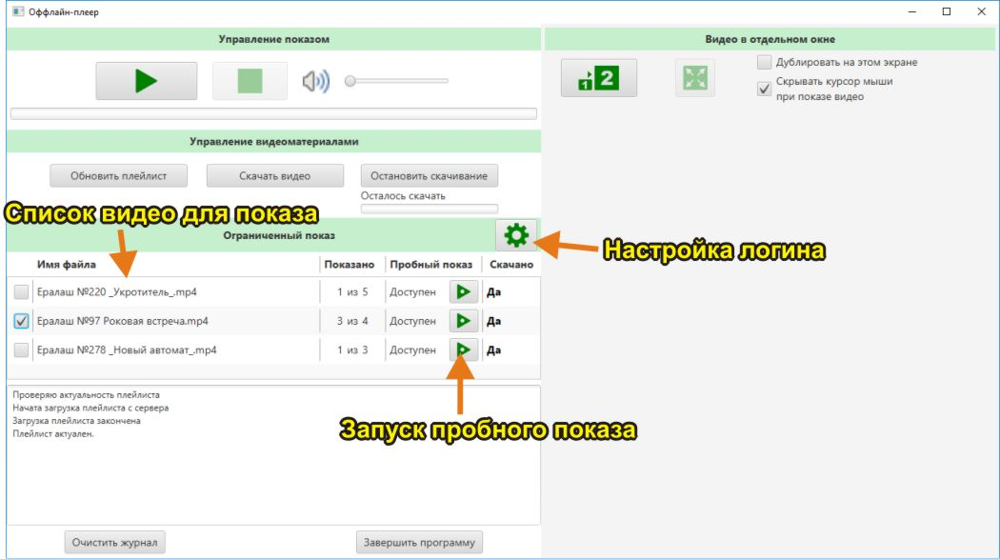 Оффлайн-плеер
Управление показом
Видео в отдельном окне
Дублировать на этом экране
1 2
Скрывать курсор мыши
при показе видео
Управление видеоматериалами
Обновить плейлист Скачать видео Остановить скачивание
Осталось скачать
Список видео для показа
Ограниченный показ
Настройка логина
Имя файла Показано Пробный показ Скачано
Ералаш №220 _Укротитель_.mp4 1 из 5 Доступен Да
Ералаш №97 Роковая встреча.mp4 3 из 4 Доступен Да
Ералаш №278 _Новый автомат_.mp4 1 из 3 Доступен Да
Проверяю актуальность плейлиста
Начата загрузка плейлиста с сервера
Загрузка плейлиста закончена
Плейлист актуален.
Запуск пробного показа
Очистить журнал Завершить программу